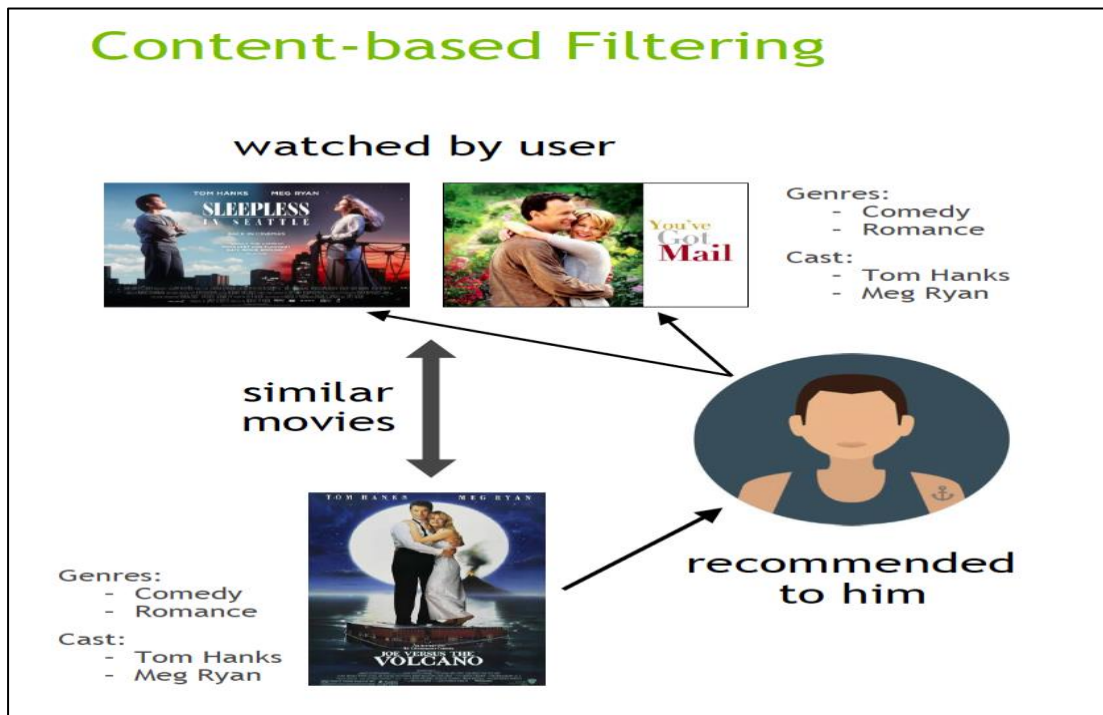 Content-based Filtering
watched by user
TOM HANKS MEG RYAN
SLEEPLESS
IN SEATTLE
You've
Got
Mail
Genres:
- Comedy
- Romance
Cast:
- Tom Hanks
- Meg Ryan
similar
movies
TOM HANKS MEG RYAN
JOE VERSUS THE
VOLCANO
Genres:
- Comedy
- Romance
Cast:
- Tom Hanks
- Meg Ryan
recommended
to him